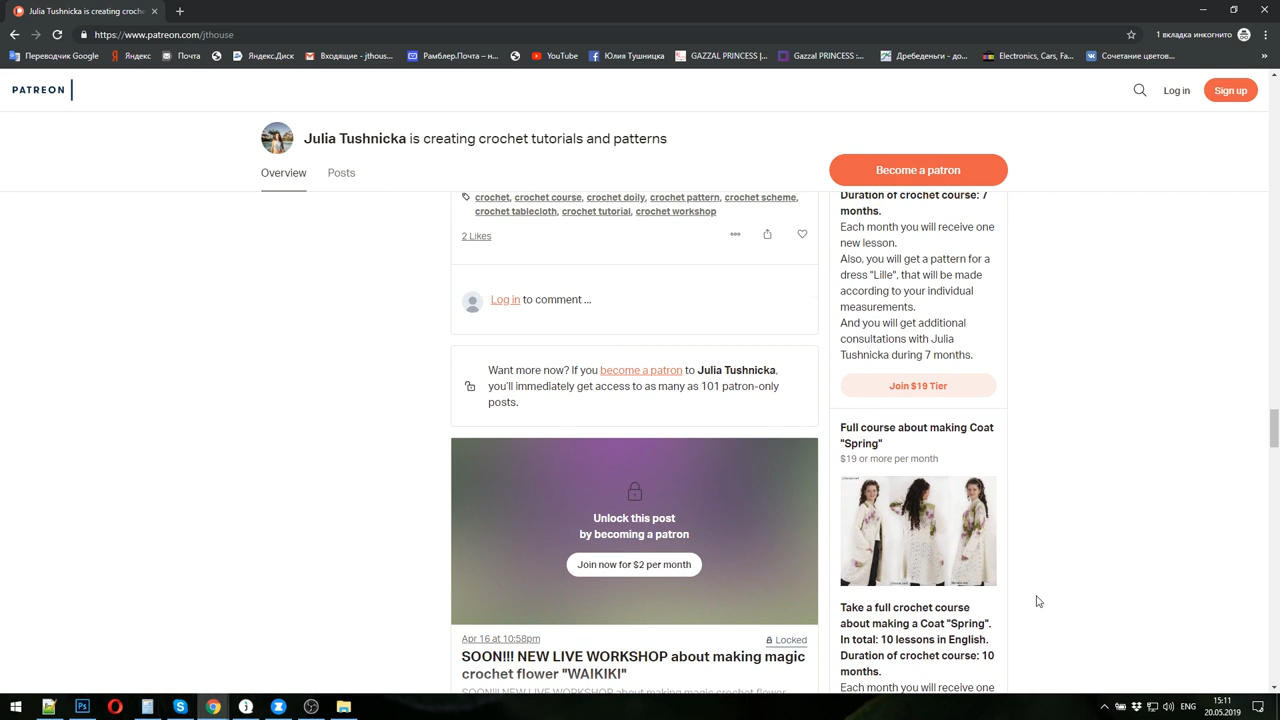 Julia Tushnicka is creating croche
https://www.patreon.com/jthouse
1 вкладка инкогнито
Переводчик Google
Яндекс
Почта
Яндекс.Диск
Входящие - jthous...
Рамблер.Почта – н...
YouTube
Юлия Тушницка
GAZZAL PRINCESS |...
Gazzal PRINCESS :...
Дребеденьги - до...
Electronics, Cars, Fa...
Сочетание цветов...
PATREON
Log in
Sign up
Julia Tushnicka is creating crochet tutorials and patterns
Overview
Posts
Become a patron
crochet, crochet course, crochet doily, crochet pattern, crochet scheme,
crochet tablecloth, crochet tutorial, crochet workshop
2 Likes
Log in to comment ...
Want more now? If you become a patron to Julia Tushnicka,
you'll immediately get access to as many as 101 patron-only
posts.
Unlock this post
by becoming a patron
Join now for $2 per month
Apr 16 at 10:58pm
Locked
SOON!!! NEW LIVE WORKSHOP about making magic
crochet flower "WAIKIKI"
SOON!!! NEW LIVE WORKSHOP about making magic crochet flower
Duration of crochet course: 7
months.
Each month you will receive one
new lesson.
Also, you will get a pattern for a
dress "Lille", that will be made
according to your individual
measurements.
And you will get additional
consultations with Julia
Tushnicka during 7 months.
Join $19 Tier
Full course about making Coat
"Spring"
$19 or more per month
Take a full crochet course
about making a Coat "Spring".
In total: 10 lessons in English.
Duration of crochet course: 10
months.
Each month you will receive one
ENG
15:11
20.05.2019